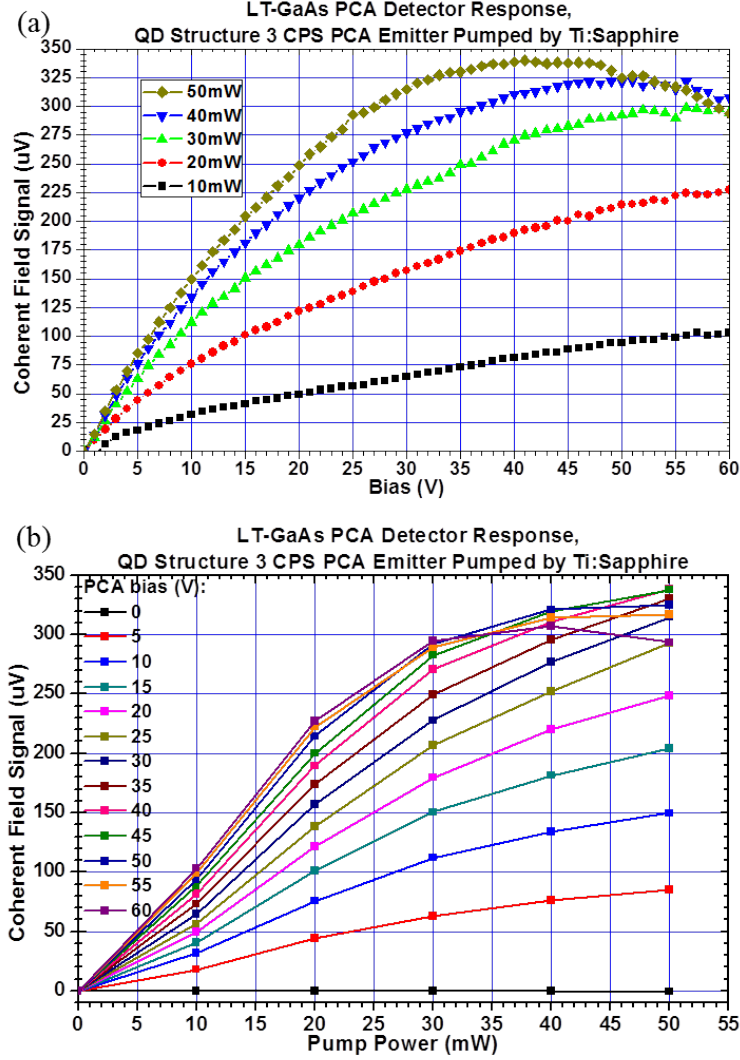 (a)
LT-GaAs PCA Detector Response,
QD Structure 3 CPS PCA Emitter Pumped by Ti:Sapphire
350
325
300
275
250
225
200
175
150
125
100
75
50
25
0
Coherent Field Signal (uV)
50mW
40mW
30mW
20mW
10mW
0 5 10 15 20 25 30 35 40 45 50 55 60
Bias (V)
(b)
LT-GaAs PCA Detector Response,
QD Structure 3 CPS PCA Emitter Pumped by Ti:Sapphire
350
300
250
200
150
100
50
0
Coherent Field Signal (uV)
PCA bias (V):
0
5
10
15
20
25
30
35
40
45
50
55
60
0 5 10 15 20 25 30 35 40 45 50 55
Pump Power (mW)